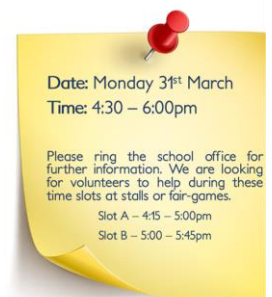 Date: Monday 31st March
Time: 4:30 – 6:00pm
Please ring the school office for
further information. We are looking
for volunteers to help during these
time slots at stalls or fair-games.
Slot A – 4:15 – 5:00pm
Slot B – 5:00 – 5:45pm